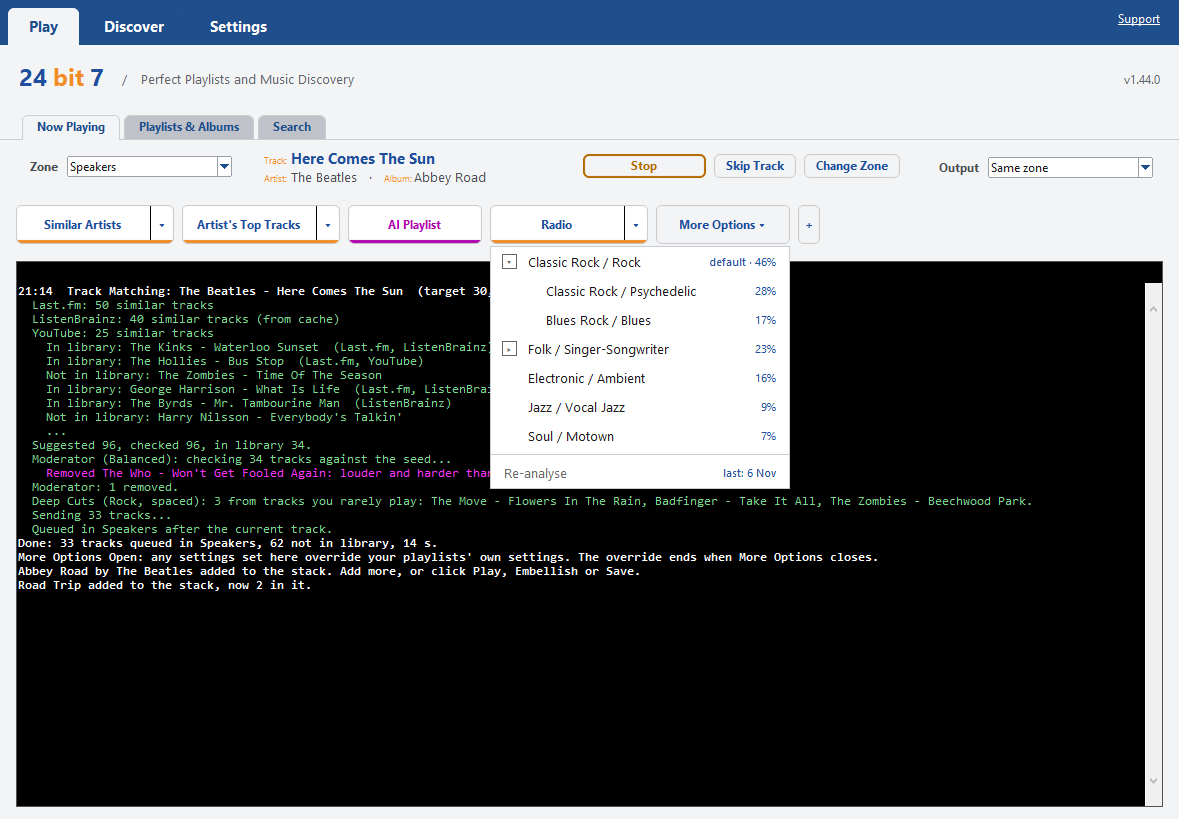 Play Discover Settings Support
24 bit 7 / Perfect Playlists and Music Discovery v1.44.0
Now Playing Playlists & Albums Search
Zone Speakers Track: Here Comes The Sun Stop Skip Track Change Zone Output Same zone
Artist: The Beatles · Album: Abbey Road
Similar Artists Artist's Top Tracks AI Playlist Radio More Options +
Classic Rock / Rock default · 46%
Classic Rock / Psychedelic 28%
Blues Rock / Blues 17%
Folk / Singer-Songwriter 23%
Electronic / Ambient 16%
Jazz / Vocal Jazz 9%
Soul / Motown 7%
Re-analyse last: 6 Nov
21:14 Track Matching: The Beatles - Here Comes The Sun (target 30,
Last.fm: 50 similar tracks
ListenBrainz: 40 similar tracks (from cache)
YouTube: 25 similar tracks
In library: The Kinks - Waterloo Sunset (Last.fm, ListenBrainz
In library: The Hollies - Bus Stop (Last.fm, YouTube)
Not in library: The Zombies - Time Of The Season
In library: George Harrison - What Is Life (Last.fm, ListenBrai
In library: The Byrds - Mr. Tambourine Man (ListenBrainz)
Not in library: Harry Nilsson - Everybody's Talkin'
...
Suggested 96, checked 96, in library 34.
Moderator (Balanced): checking 34 tracks against the seed...
Removed The Who - Won't Get Fooled Again: louder and harder than
Moderator: 1 removed.
Deep Cuts (Rock, spaced): 3 from tracks you rarely play: The Move - Flowers In The Rain, Badfinger - Take It All, The Zombies - Beechwood Park.
Sending 33 tracks...
Queued in Speakers after the current track.
Done: 33 tracks queued in Speakers, 62 not in library, 14 s.
More Options Open: any settings set here override your playlists' own settings. The override ends when More Options closes.
Abbey Road by The Beatles added to the stack. Add more, or click Play, Embellish or Save.
Road Trip added to the stack, now 2 in it.